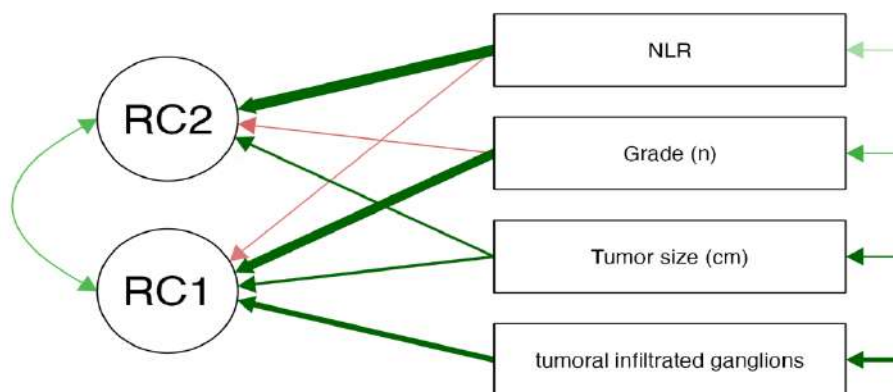 NLR
RC2
Grade (n)
Tumor size (cm)
RC1
tumoral infiltrated ganglions